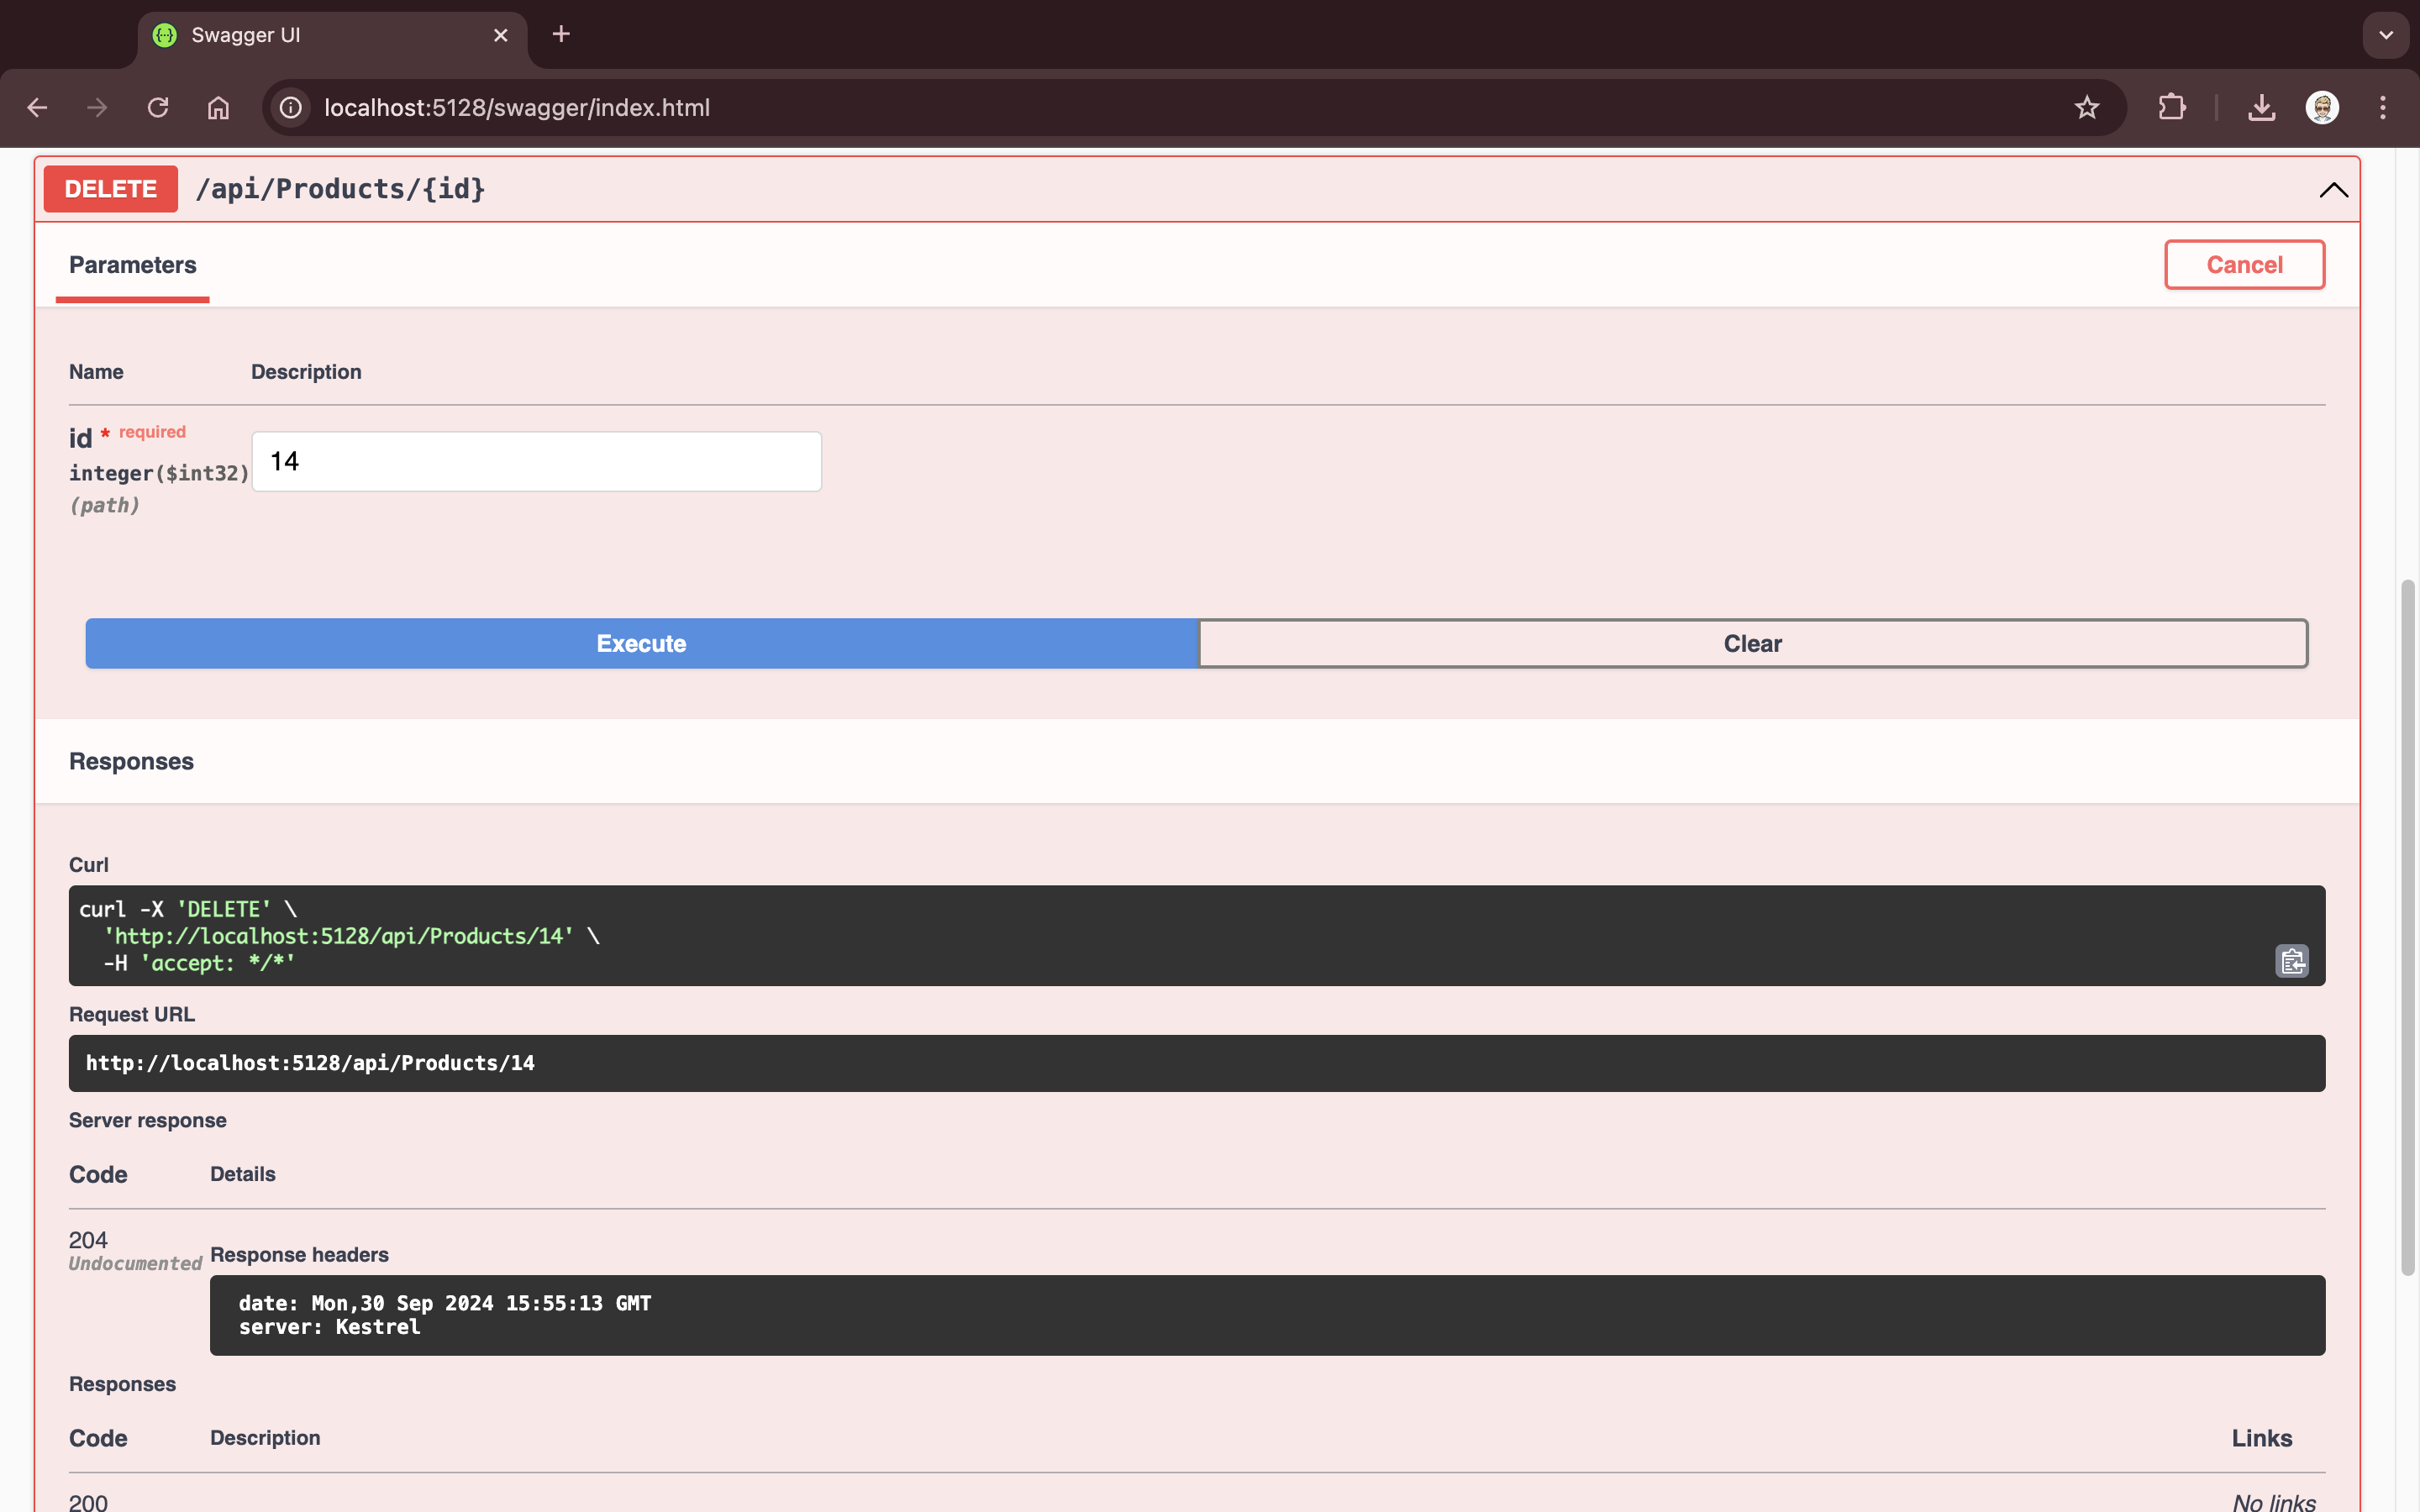 Swagger UI
localhost:5128/swagger/index.html
DELETE /api/Products/{id}
Parameters
Cancel
Name Description
id * required
integer($int32)
(path)
14
Execute
Clear
Responses
Curl
curl -X 'DELETE' \
'http://localhost:5128/api/Products/14' \
-H 'accept: */*'
Request URL
http://localhost:5128/api/Products/14
Server response
Code Details
204
Undocumented
Response headers
date: Mon,30 Sep 2024 15:55:13 GMT
server: Kestrel
Responses
Code Description Links
200 No links